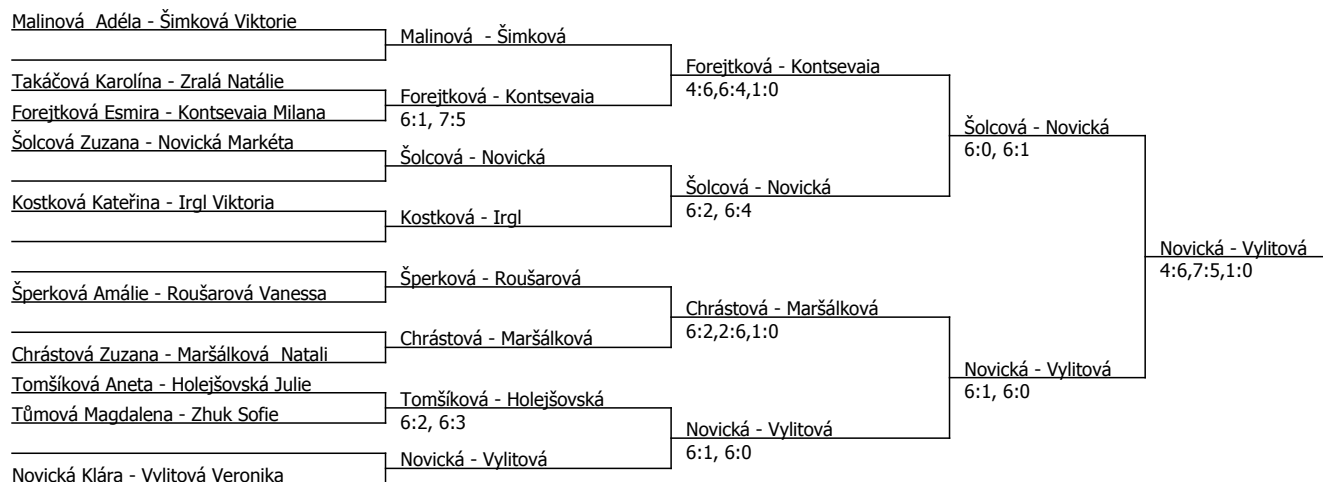 Malinová  Adéla - Šimková Viktorie
Takáčová Karolína - Zralá Natálie
Forejtková Esmira - Kontsevaia Milana
Šolcová Zuzana - Novická Markéta
Kostková Kateřina - Irgl Viktoria
Šperková Amálie - Roušarová Vanessa
Chrástová Zuzana - Maršálková  Natali
Tomšíková Aneta - Holejšovská Julie
Tůmová Magdalena - Zhuk Sofie
Novická Klára - Vylitová Veronika
Malinová  - Šimková
Forejtková - Kontsevaia
6:1, 7:5
Šolcová - Novická
Kostková - Irgl
Šperková - Roušarová
Chrástová - Maršálková
Tomšíková - Holejšovská
6:2, 6:3
Novická - Vylitová
Forejtková - Kontsevaia
4:6,6:4,1:0
Šolcová - Novická
6:2, 6:4
Chrástová - Maršálková
6:2,2:6,1:0
Novická - Vylitová
6:1, 6:0
Šolcová - Novická
6:0, 6:1
Novická - Vylitová
6:1, 6:0
Novická - Vylitová
4:6,7:5,1:0